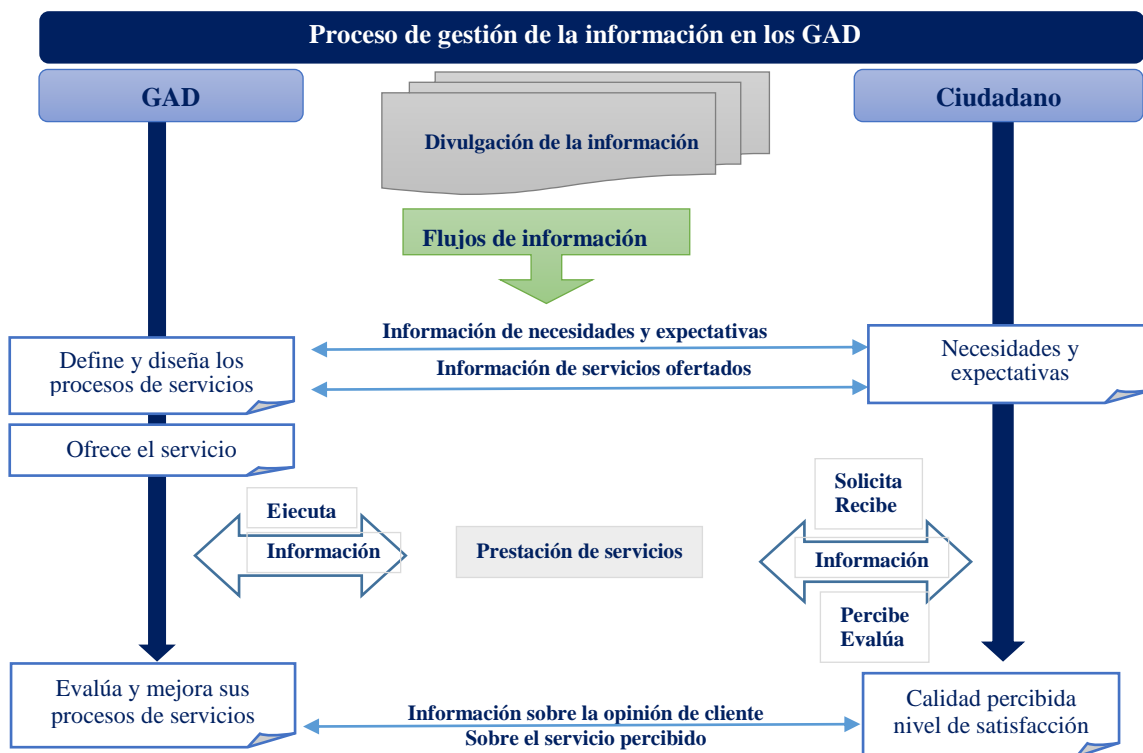 Proceso de gestión de la información en los GAD
GAD
Ciudadano
Divulgación de la información
Flujos de información
Información de necesidades y expectativas
Define y diseña los
procesos de servicios
Información de servicios ofertados
Necesidades y
expectativas
Ofrece el servicio
Ejecuta
Información
Prestación de servicios
Solicita
Recibe
Información
Percibe
Evalúa
Evalúa y mejora sus
procesos de servicios
Información sobre la opinión de cliente
Sobre el servicio percibido
Calidad percibida
nivel de satisfacción